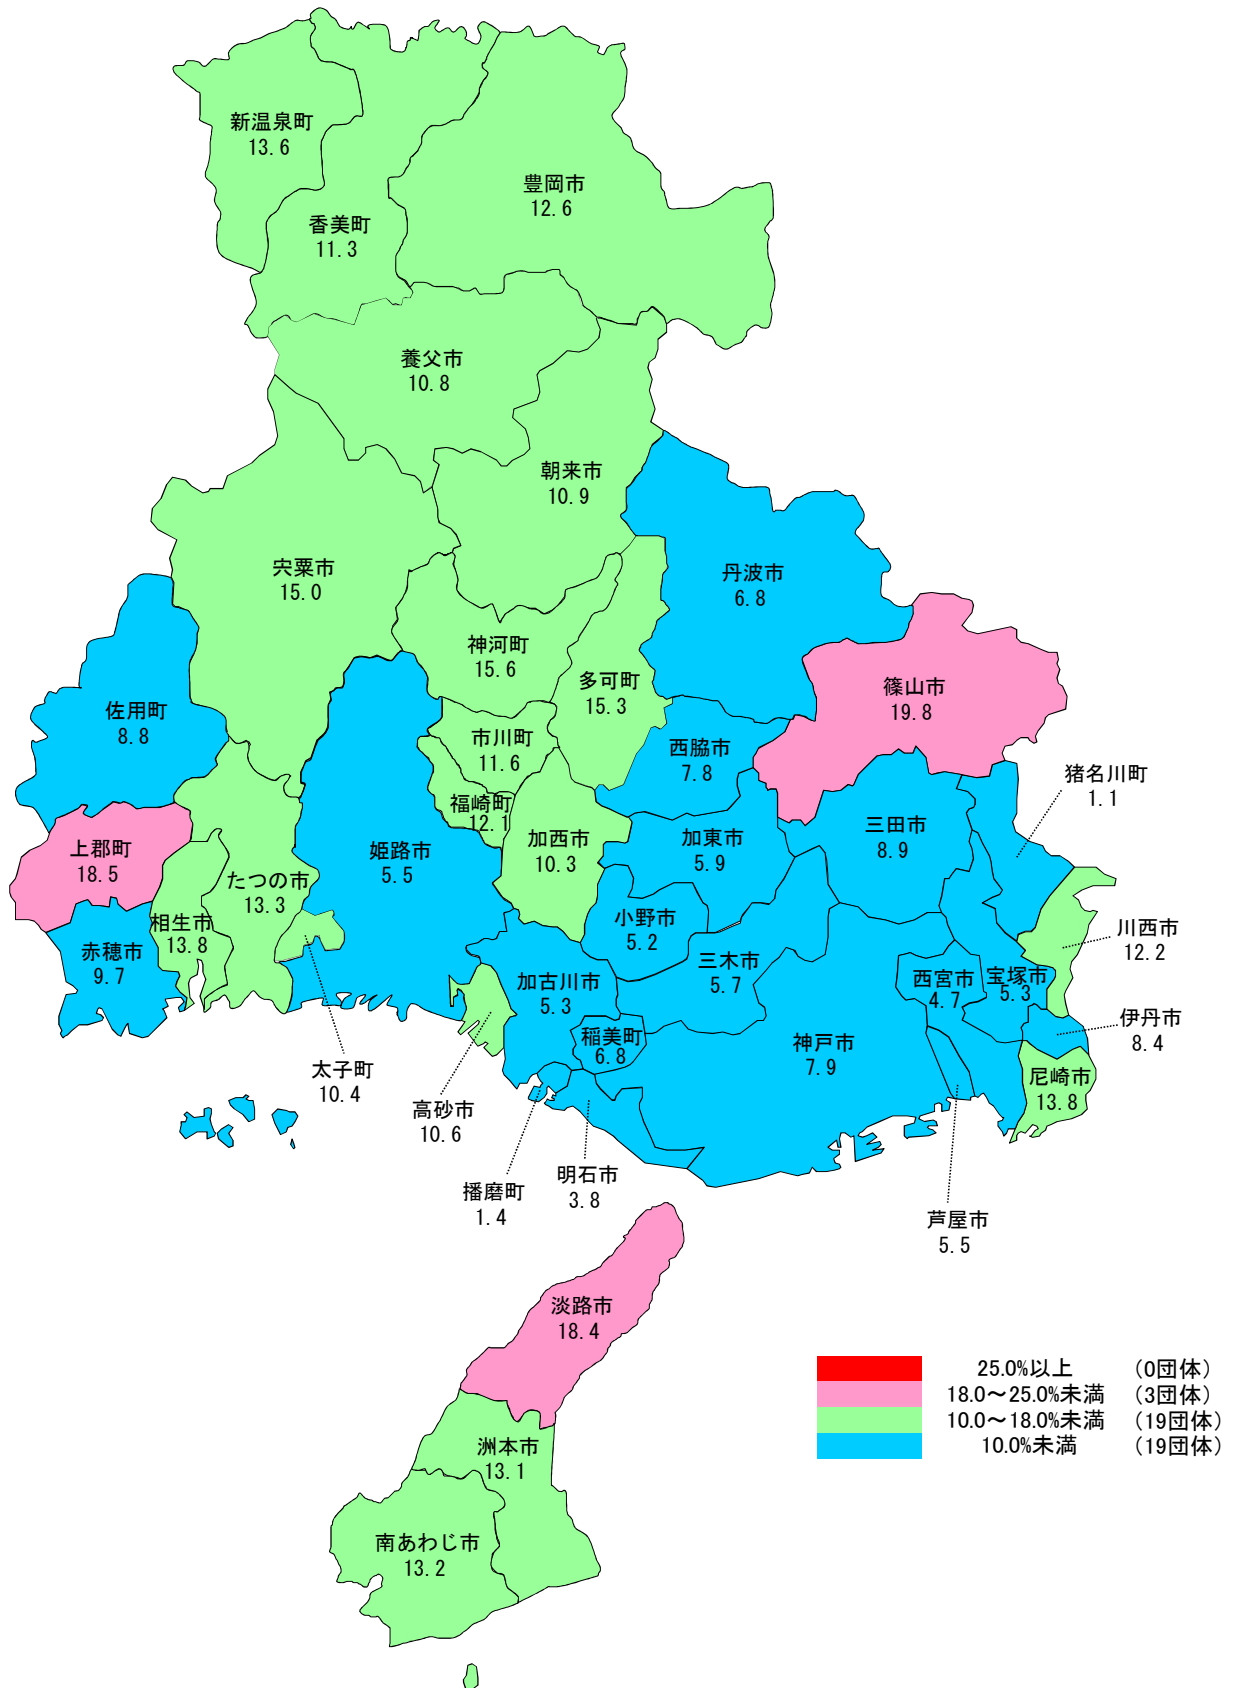 新温泉町
13.6
豊岡市
12.6
香美町
11.3
養父市
10.8
朝来市
10.9
宍粟市
15.0
丹波市
6.8
神河町
15.6
多可町
15.3
篠山市
19.8
佐用町
8.8
市川町
11.6
西脇市
7.8
猪名川町
1.1
福崎町
12.1
加西市
10.3
加東市
5.9
三田市
8.9
上郡町
18.5
姫路市
5.5
たつの市
13.3
相生市
13.8
小野市
5.2
川西市
12.2
赤穂市
9.7
加古川市
5.3
三木市
5.7
西宮市
4.7
宝塚市
5.3
伊丹市
8.4
稲美町
6.8
神戸市
7.9
太子町
10.4
尼崎市
13.8
高砂市
10.6
播磨町
1.4
明石市
3.8
芦屋市
5.5
淡路市
18.4
25.0%以上 (0団体)
18.0～25.0%未満 (3団体)
10.0～18.0%未満 (19団体)
10.0%未満 (19団体)
洲本市
13.1
南あわじ市
13.2